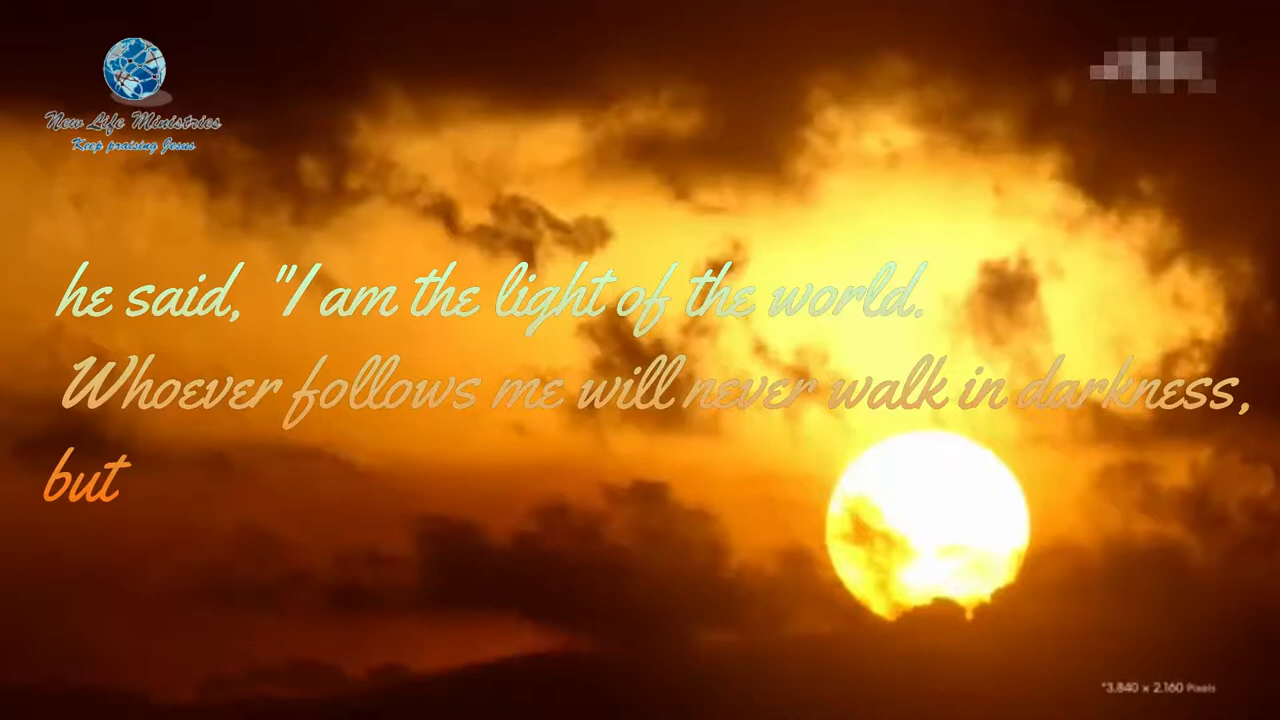 New Life Ministries
Keep praising Jesus
he said, "I am the light of the world.
Whoever follows me will never walk in darkness,
but
*3.840 x 2.160 Pixels